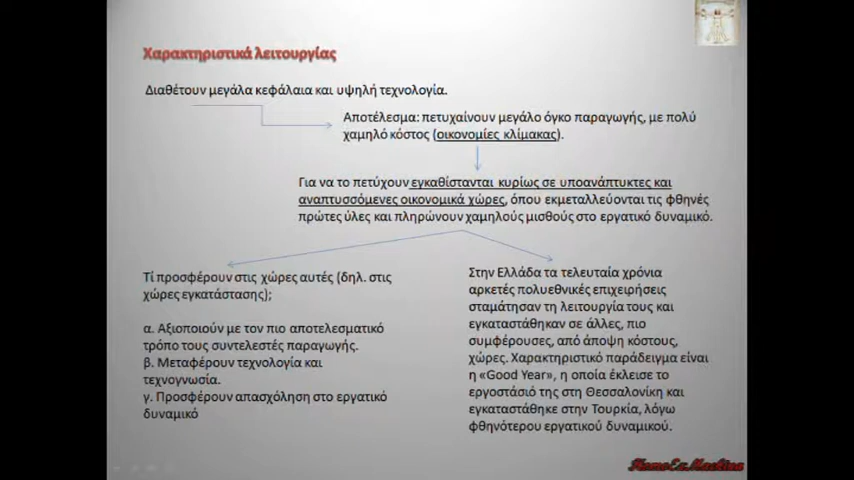 Χαρακτηριστικά λειτουργίας
Διαθέτουν μεγάλα κεφάλαια και υψηλή τεχνολογία.
Αποτέλεσμα: πετυχαίνουν μεγάλο όγκο παραγωγής, με πολύ
χαμηλό κόστος (οικονομίες κλίμακας).
Για να το πετύχουν εγκαθίστανται κυρίως σε υποανάπτυκτες και
αναπτυσσόμενες οικονομικά χώρες, όπου εκμεταλλεύονται τις φθηνές
πρώτες ύλες και πληρώνουν χαμηλούς μισθούς στο εργατικό δυναμικό.
Τί προσφέρουν στις χώρες αυτές (δηλ. στις
χώρες εγκατάστασης);
α. Αξιοποιούν με τον πιο αποτελεσματικό
τρόπο τους συντελεστές παραγωγής.
β. Μεταφέρουν τεχνολογία και
τεχνογνωσία.
γ. Προσφέρουν απασχόληση στο εργατικό
δυναμικό
Στην Ελλάδα τα τελευταία χρόνια
αρκετές πολυεθνικές επιχειρήσεις
σταμάτησαν τη λειτουργία τους και
εγκαταστάθηκαν σε άλλες, πιο
συμφέρουσες, από άποψη κόστους,
χώρες. Χαρακτηριστικό παράδειγμα είναι
η «Good Year», η οποία έκλεισε το
εργοστάσιό της στη Θεσσαλονίκη και
εγκαταστάθηκε στην Τουρκία, λόγω
φθηνότερου εργατικού δυναμικού.
HomoEx Machina